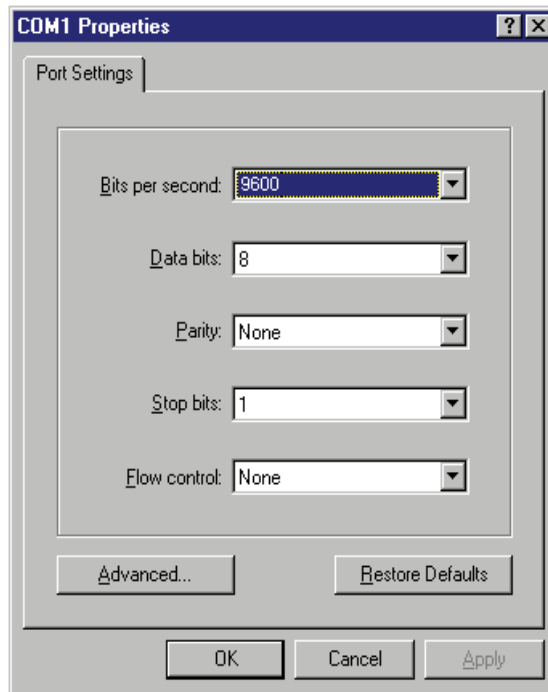 COM1 Properties
Port Settings
Bits per second: 9600
Data bits: 8
Parity: None
Stop bits: 1
Flow control: None
Advanced... Restore Defaults
OK Cancel Apply